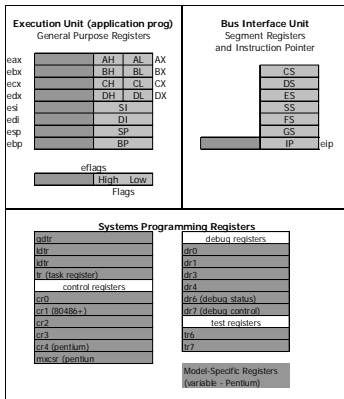 Execution Unit (application prog)
General Purpose Registers
eax AH AL AX
ebx BH BL BX
ecx CH CL CX
edx DH DL DX
esi SI
edi DI
esp SP
ebp BP
eflags
High Low
Flags
Bus Interface Unit
Segment Registers
and Instruction Pointer
CS
DS
ES
SS
FS
GS
IP eip
Systems Programming Registers
gdtr
ldtr
idtr
tr (task register)
control registers
cr0
cr1 (80486+)
cr2
cr3
cr4 (pentium)
mxcsr (pentium
debug registers
dr0
dr1
dr3
dr4
dr6 (debug status)
dr7 (debug control)
test registers
tr6
tr7
Model-Specific Registers
(variable - Pentium)